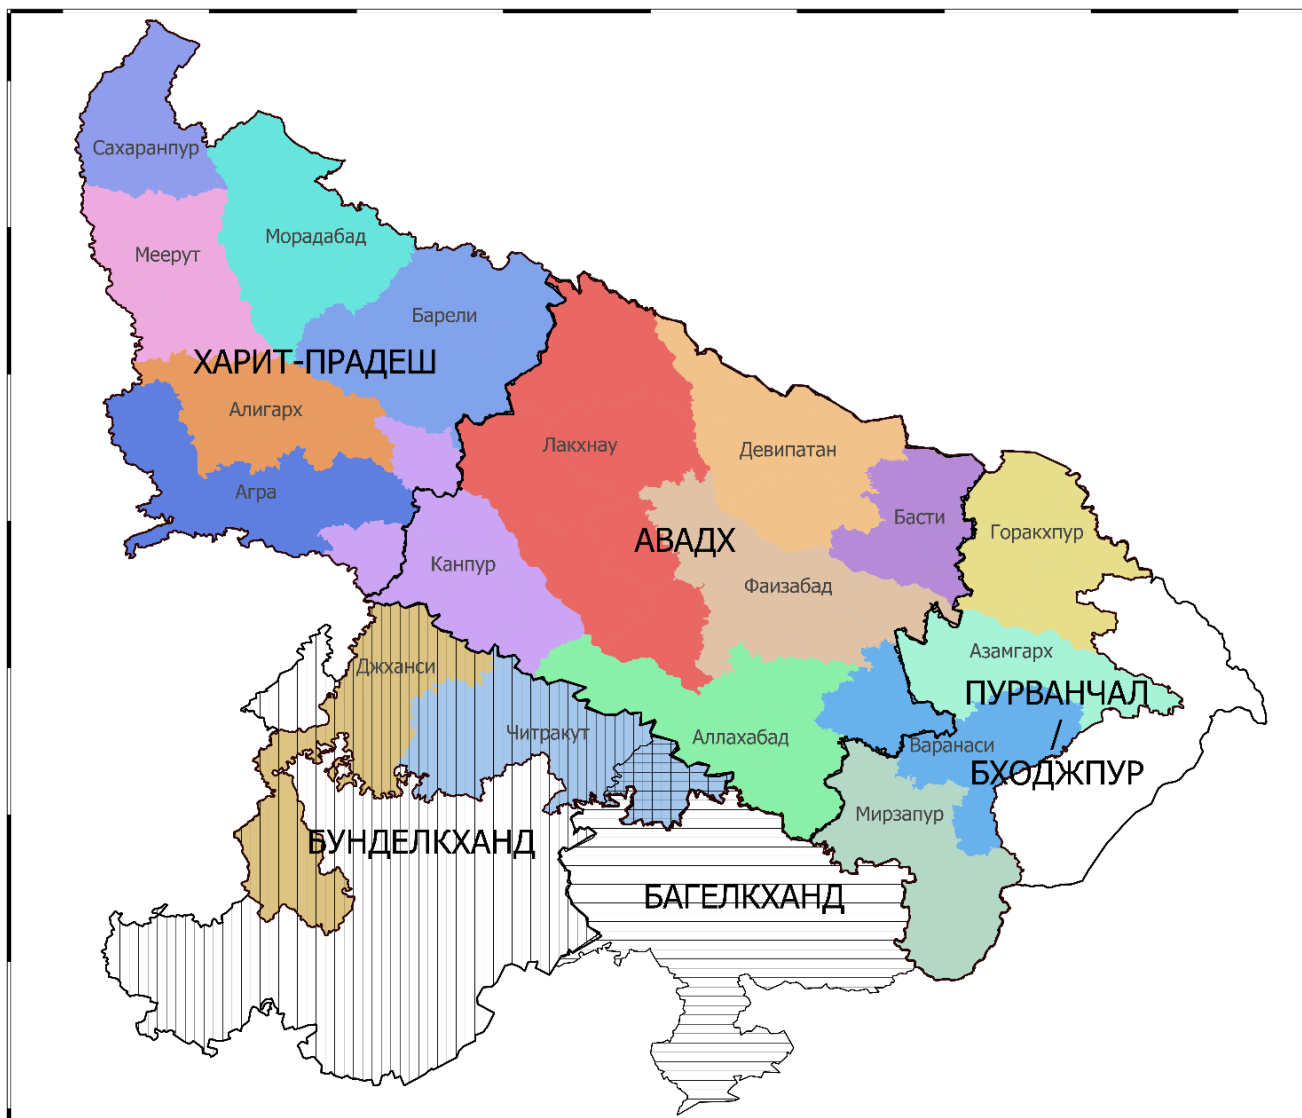 Сахаранпур
Морадабад
Меерут
Барели
ХАРИТ-ПРАДЕШ
Алигарх
Лакхнау
Девипатан
Агра
Басти
Горакхпур
АВАДХ
Канпур
Фаизабад
Азамгарх
Джханси
ПУРВАНЧАЛ
/
БХОДЖПУР
Читракут
Аллахабад
Варанаси
Мирзапур
БУНДЕЛКХАНД
БАГЕЛКХАНД